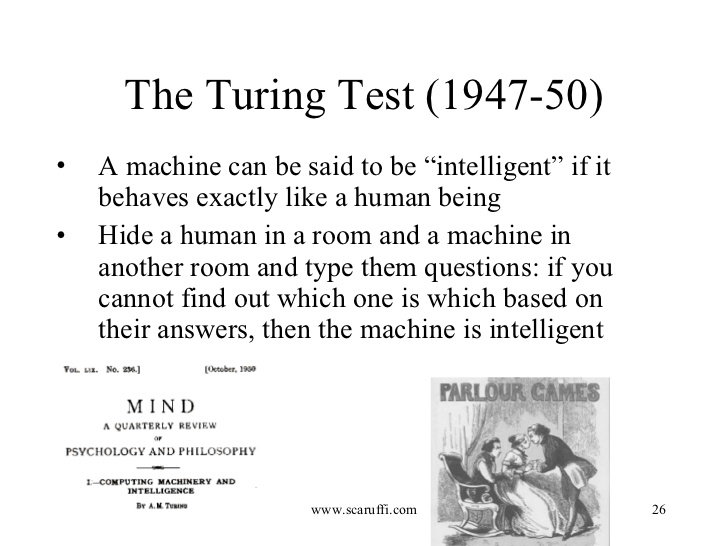 The Turing Test (1947-50)
• A machine can be said to be “intelligent” if it
behaves exactly like a human being
• Hide a human in a room and a machine in
another room and type them questions: if you
cannot find out which one is which based on
their answers, then the machine is intelligent
Vol. LIX. No. 236.] [October, 1950
MIND
A QUARTERLY REVIEW
OF
PSYCHOLOGY AND PHILOSOPHY
I.—COMPUTING MACHINERY AND
INTELLIGENCE
By A. M. Turing
PARLOUR GAMES
www.scaruffi.com
26